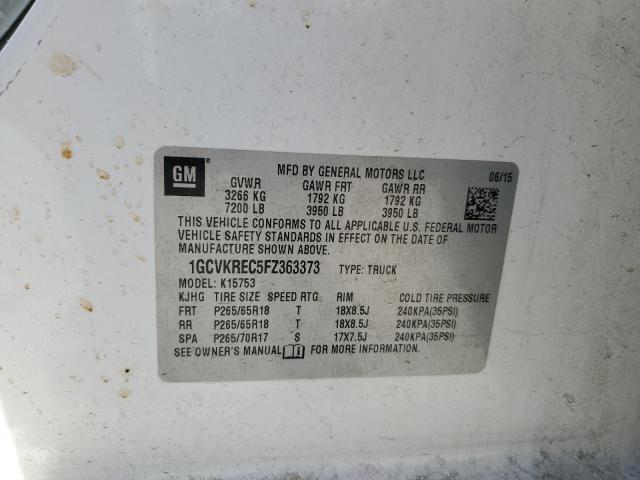 GM
MFD BY GENERAL MOTORS LLC
06/15
GVWR GAWR FRT GAWR RR
3266 KG 1792 KG 1792 KG
7200 LB 3950 LB 3950 LB
THIS VEHICLE CONFORMS TO ALL APPLICABLE U.S. FEDERAL MOTOR
VEHICLE SAFETY STANDARDS IN EFFECT ON THE DATE OF
MANUFACTURE SHOWN ABOVE.
1GCVKREC5FZ363373 TYPE: TRUCK
MODEL: K15753
KJHG TIRE SIZE SPEED RTG RIM COLD TIRE PRESSURE
FRT P265/65R18 T 18X8.5J 240KPA(35PSI)
RR P265/65R18 T 18X8.5J 240KPA(35PSI)
SPA P265/70R17 S 17X7.5J 240KPA(35PSI)
SEE OWNER'S MANUAL FOR MORE INFORMATION.